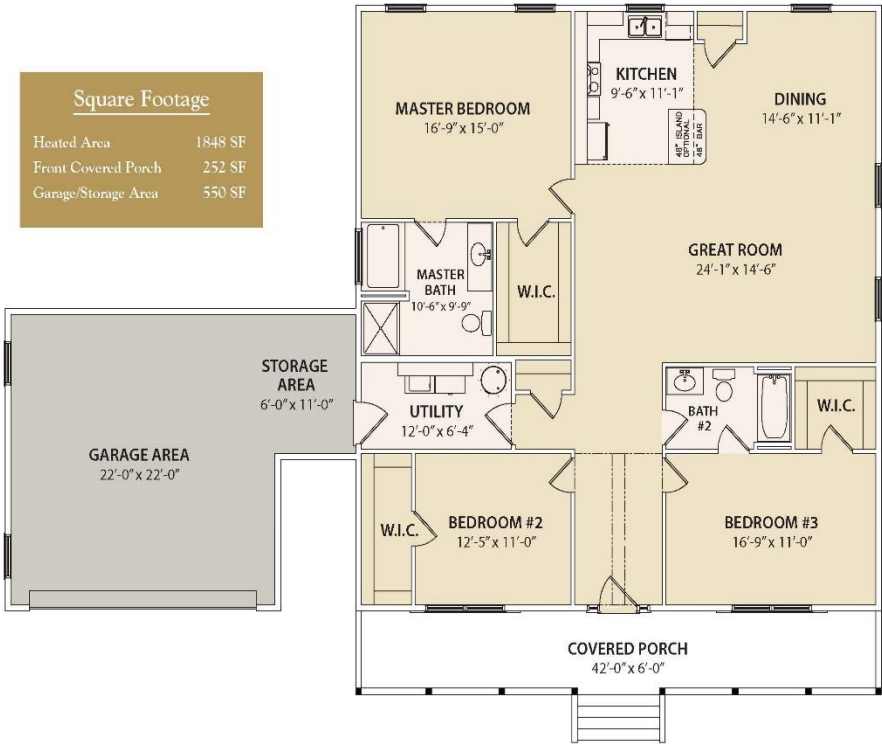 Square Footage
Heated Area 1848 SF
Front Covered Porch 252 SF
Garage/Storage Area 550 SF
MASTER BEDROOM
16'-9" x 15'-0"
KITCHEN
9'-6" x 11'-1"
48" ISLAND
OPTIONAL
48" BAR
DINING
14'-6" x 11'-1"
GREAT ROOM
24'-1" x 14'-6"
MASTER
BATH
10'-6" x 9'-9"
W.I.C.
STORAGE
AREA
6'-0" x 11'-0"
UTILITY
12'-0" x 6'-4"
BATH
#2
W.I.C.
GARAGE AREA
22'-0" x 22'-0"
W.I.C.
BEDROOM #2
12'-5" x 11'-0"
BEDROOM #3
16'-9" x 11'-0"
COVERED PORCH
42'-0" x 6'-0"